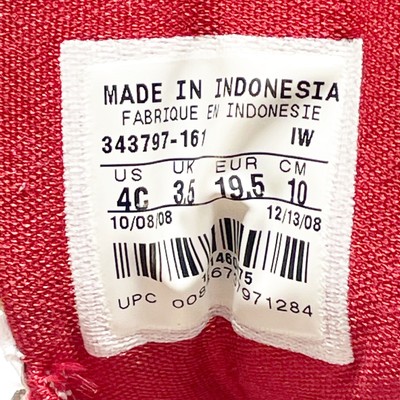 MADE IN INDONESIA
FABRIQUE EN INDONESIE
343797-161 IW
US UK EUR CM
4C 3.5 19.5 10
10/08/08 12/13/08
UPC 008 971284